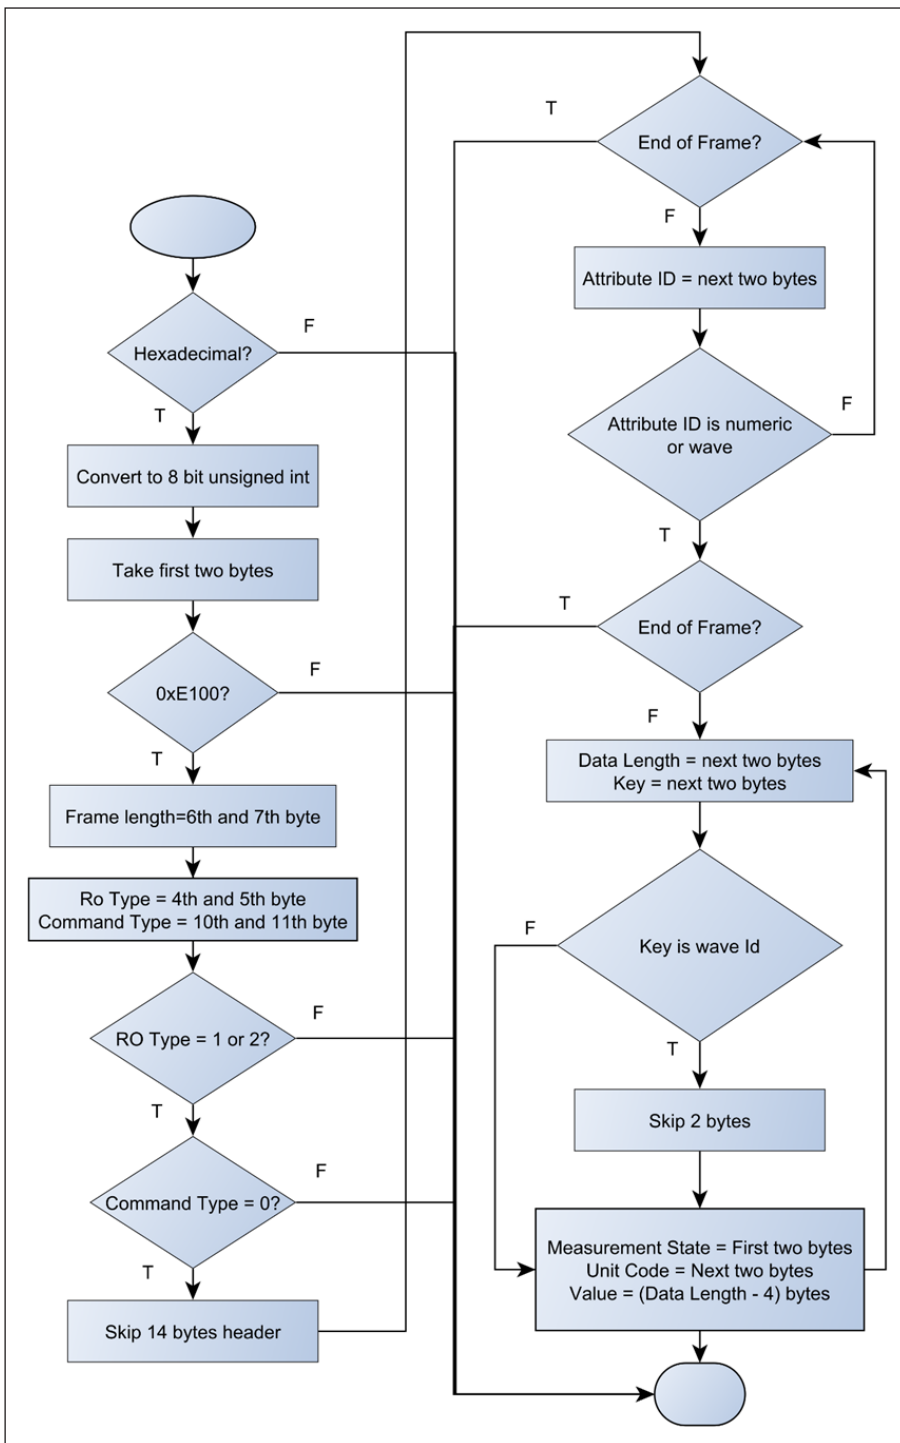 Hexadecimal?
F
T
Convert to 8 bit unsigned int
Take first two bytes
0xE100?
F
T
Frame length=6th and 7th byte
Ro Type = 4th and 5th byte
Command Type = 10th and 11th byte
RO Type = 1 or 2?
F
T
Command Type = 0?
F
T
Skip 14 bytes header
End of Frame?
T
F
Attribute ID = next two bytes
Attribute ID is numeric
or wave
F
T
End of Frame?
T
F
Data Length = next two bytes
Key = next two bytes
Key is wave Id
F
T
Skip 2 bytes
Measurement State = First two bytes
Unit Code = Next two bytes
Value = (Data Length - 4) bytes